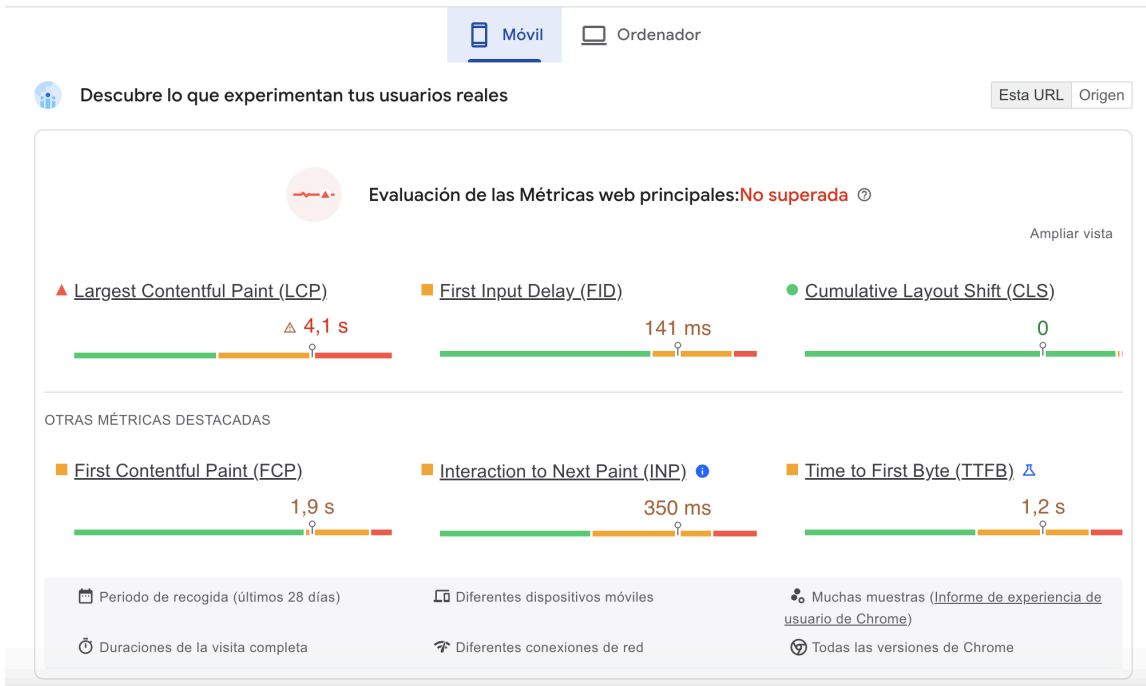 Móvil
Ordenador
Descubre lo que experimentan tus usuarios reales
Esta URL
Origen
Evaluación de las Métricas web principales:No superada
Ampliar vista
Largest Contentful Paint (LCP)
4,1 s
First Input Delay (FID)
141 ms
Cumulative Layout Shift (CLS)
0
OTRAS MÉTRICAS DESTACADAS
First Contentful Paint (FCP)
1,9 s
Interaction to Next Paint (INP)
350 ms
Time to First Byte (TTFB)
1,2 s
Periodo de recogida (últimos 28 días)
Diferentes dispositivos móviles
Muchas muestras (Informe de experiencia de
usuario de Chrome)
Duraciones de la visita completa
Diferentes conexiones de red
Todas las versiones de Chrome